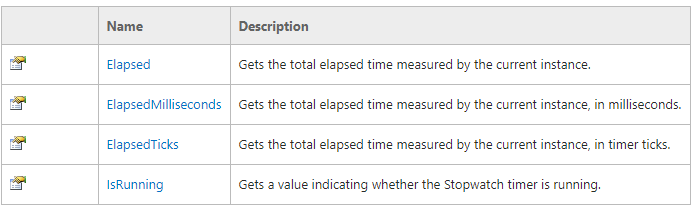 Name Description
Elapsed Gets the total elapsed time measured by the current instance.
ElapsedMilliseconds Gets the total elapsed time measured by the current instance, in milliseconds.
ElapsedTicks Gets the total elapsed time measured by the current instance, in timer ticks.
IsRunning Gets a value indicating whether the Stopwatch timer is running.